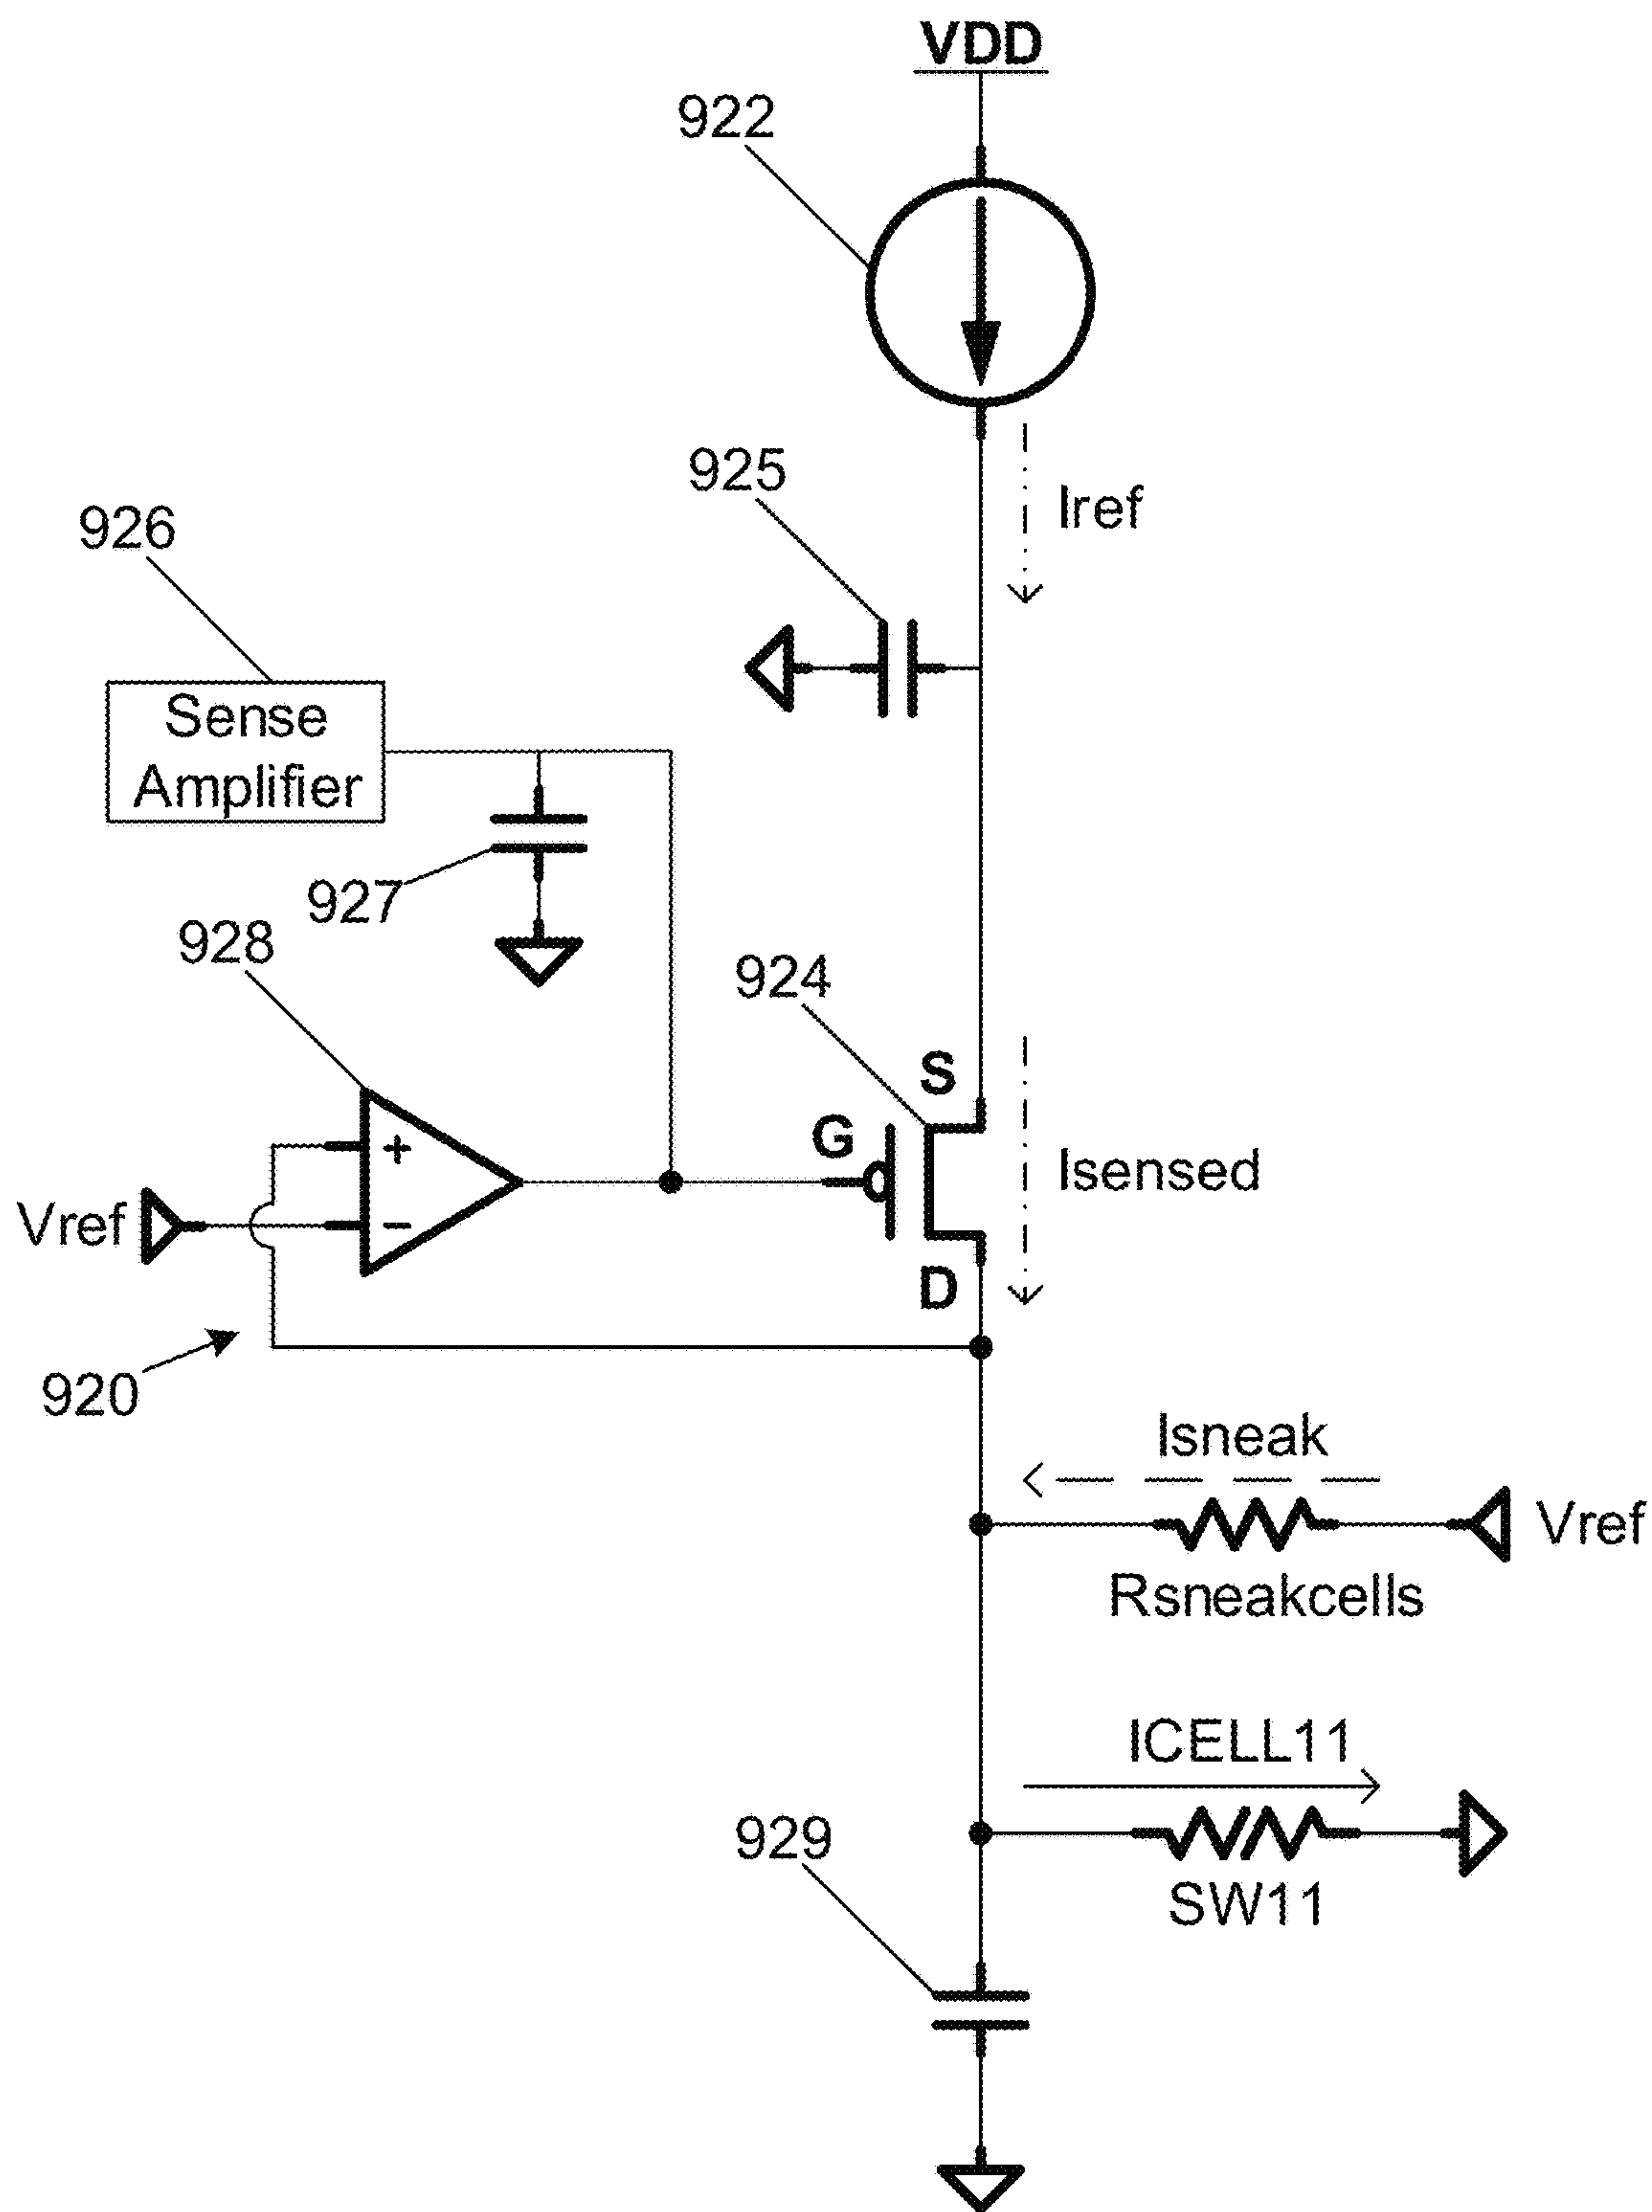 VDD
922
925
Iref
926
Sense
Amplifier
927
928
924
S
G
+
Isensed
Vref
−
D
920
Isneak
Vref
Rsneakcells
ICELL11
929
SW11